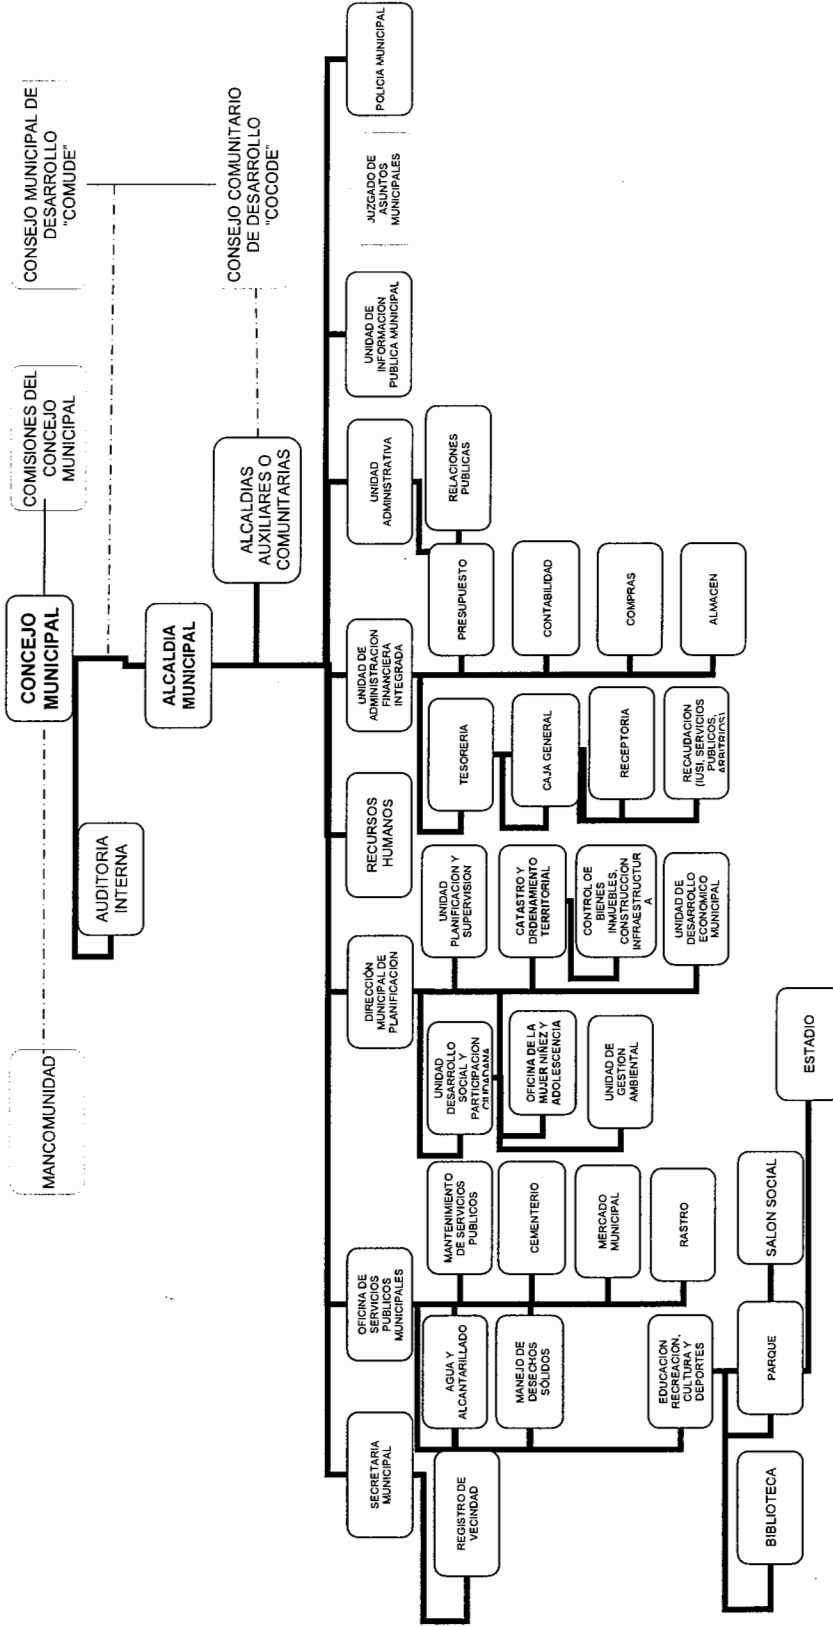 CONCEJO
MUNICIPAL
COMISIONES DEL
CONCEJO
MUNICIPAL
CONSEJO MUNICIPAL DE
DESARROLLO
"COMUDE"
MANCOMUNIDAD
AUDITORIA
INTERNA
ALCALDIA
MUNICIPAL
ALCALDIAS
AUXILIARES O
COMUNITARIAS
CONSEJO COMUNITARIO
DE DESARROLLO
"COCODE"
SECRETARIA
MUNICIPAL
OFICINA DE
SERVICIOS
PUBLICOS
MUNICIPALES
DIRECCIÓN
MUNICIPAL DE
PLANIFICACION
RECURSOS
HUMANOS
UNIDAD DE
ADMINISTRACION
FINANCIERA
INTEGRADA
UNIDAD
ADMINISTRATIVA
UNIDAD DE
INFORMACION
PUBLICA MUNICIPAL
JUZGADO DE
ASUNTOS
MUNICIPALES
POLICIA MUNICIPAL
REGISTRO DE
VECINDAD
AGUA Y
ALCANTARILLADO
MANTENIMIENTO
DE SERVICIOS
PUBLICOS
MANEJO DE
DESECHOS
SÓLIDOS
CEMENTERIO
MERCADO
MUNICIPAL
EDUCACION
RECREACION,
CULTURA Y
DEPORTES
RASTRO
BIBLIOTECA
PARQUE
SALON SOCIAL
ESTADIO
UNIDAD
DESARROLLO
SOCIAL Y
PARTICIPACION
CIUDADANA
UNIDAD
PLANIFICACION Y
SUPERVISION
OFICINA DE LA
MUJER NIÑEZ Y
ADOLESCENCIA
CATASTRO Y
ORDENAMIENTO
TERRITORIAL
UNIDAD DE
GESTION
AMBIENTAL
CONTROL DE
BIENES
INMUEBLES,
CONSTRUCCION
INFRAESTRUCTUR
A
UNIDAD DE
DESARROLLO
ECONOMICO
MUNICIPAL
TESORERIA
PRESUPUESTO
CAJA GENERAL
CONTABILIDAD
RECEPTORIA
COMPRAS
RECAUDACION
(IUSI, SERVICIOS
PUBLICOS,
ARBITRIOS)
ALMACEN
RELACIONES
PUBLICAS